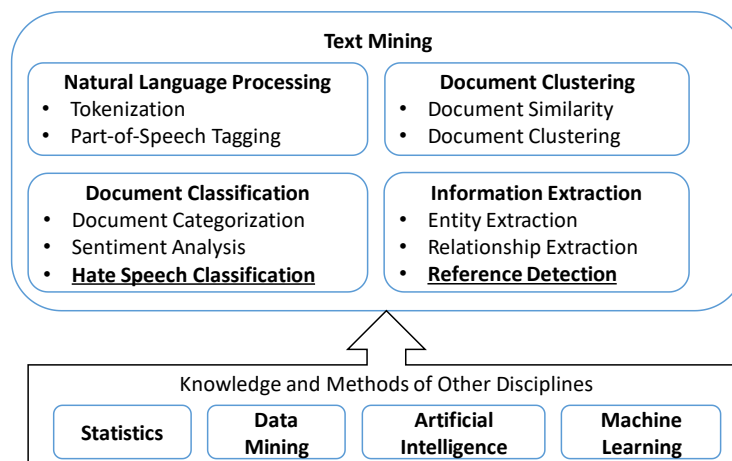 Text Mining
Natural Language Processing
• Tokenization
• Part-of-Speech Tagging
Document Clustering
• Document Similarity
• Document Clustering
Document Classification
• Document Categorization
• Sentiment Analysis
• Hate Speech Classification
Information Extraction
• Entity Extraction
• Relationship Extraction
• Reference Detection
Knowledge and Methods of Other Disciplines
Statistics
Data
Mining
Artificial
Intelligence
Machine
Learning